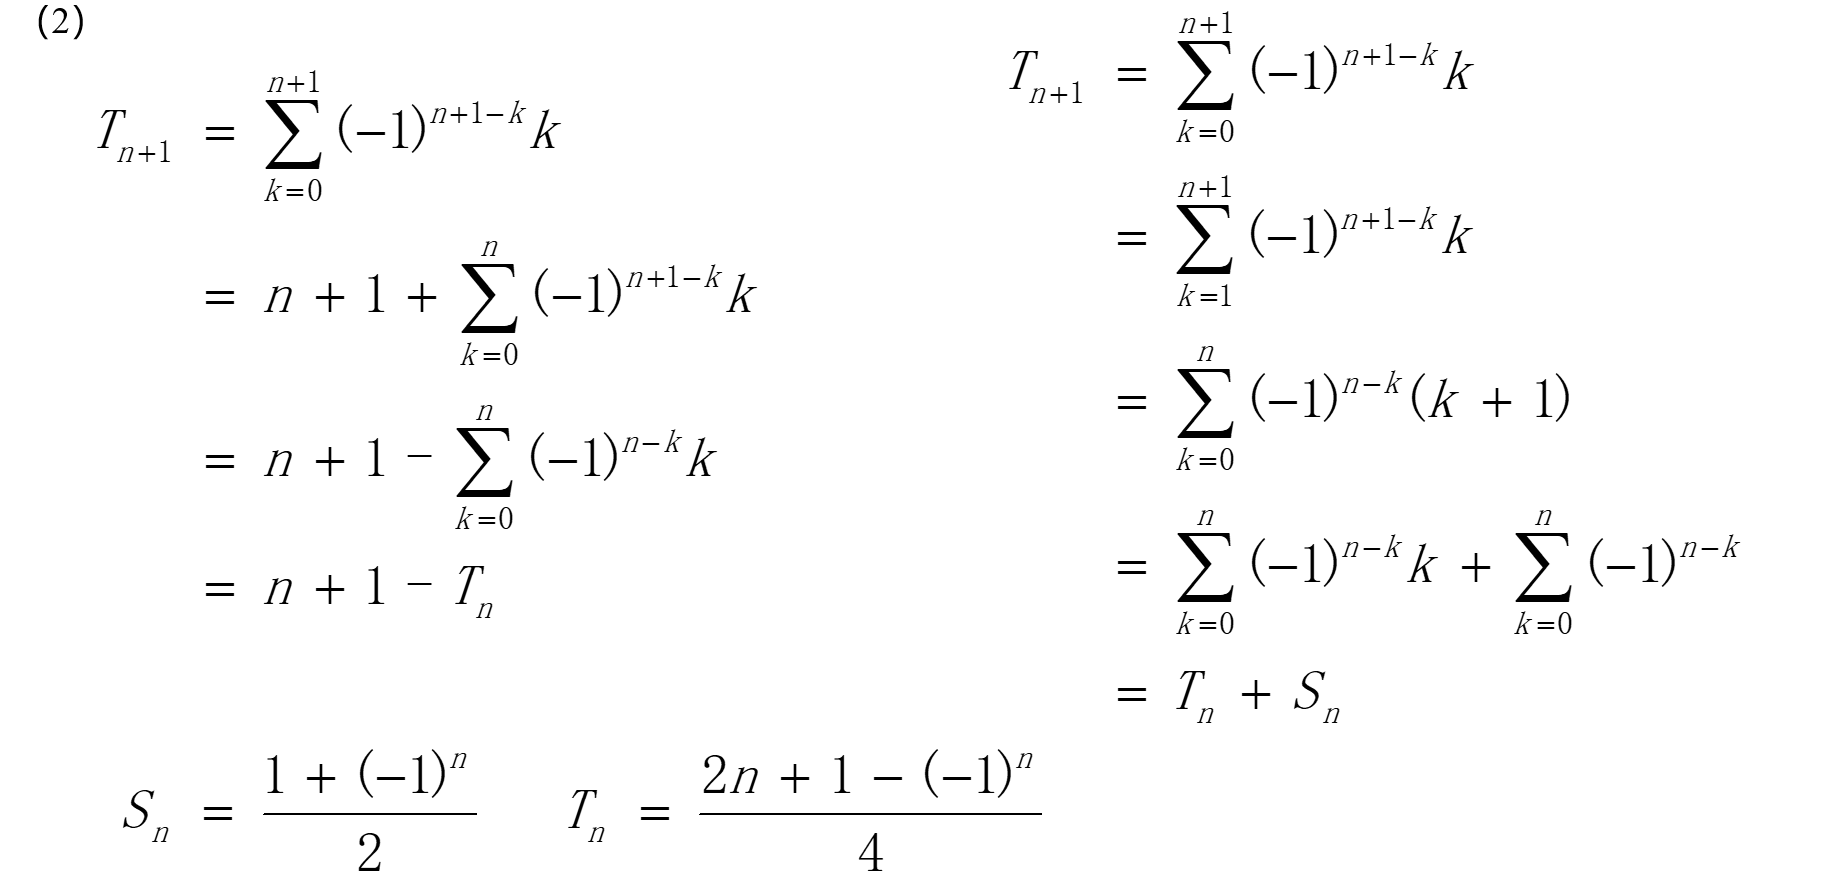 (2)
T_{n+1} = \sum_{k=0}^{n+1} (-1)^{n+1-k} k
= n + 1 + \sum_{k=0}^{n} (-1)^{n+1-k} k
= n + 1 - \sum_{k=0}^{n} (-1)^{n-k} k
= n + 1 - T_n
T_{n+1} = \sum_{k=0}^{n+1} (-1)^{n+1-k} k
= \sum_{k=1}^{n+1} (-1)^{n+1-k} k
= \sum_{k=0}^{n} (-1)^{n-k} (k + 1)
= \sum_{k=0}^{n} (-1)^{n-k} k + \sum_{k=0}^{n} (-1)^{n-k}
= T_n + S_n
S_n = \frac{1 + (-1)^n}{2} T_n = \frac{2n + 1 - (-1)^n}{4}